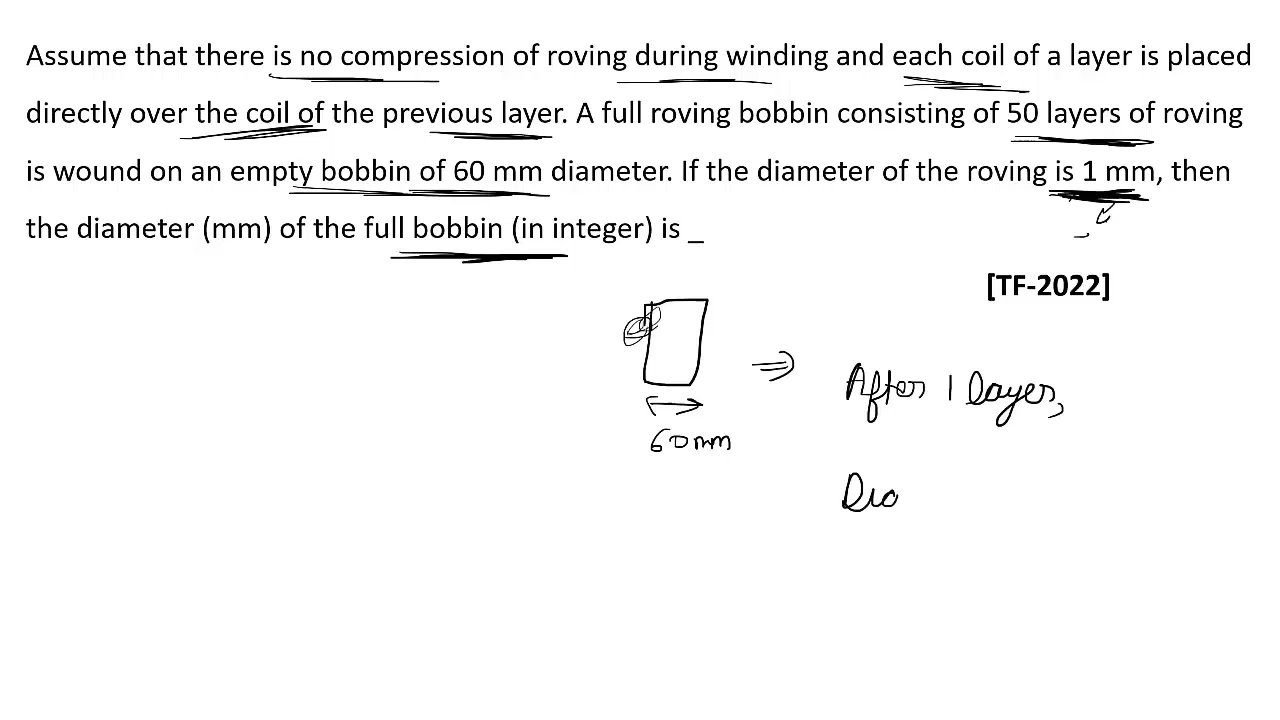 Assume that there is no compression of roving during winding and each coil of a layer is placed
directly over the coil of the previous layer. A full roving bobbin consisting of 50 layers of roving
is wound on an empty bobbin of 60 mm diameter. If the diameter of the roving is 1 mm, then
the diameter (mm) of the full bobbin (in integer) is _
[TF-2022]
⇒ After 1 layer,
60mm
Dia